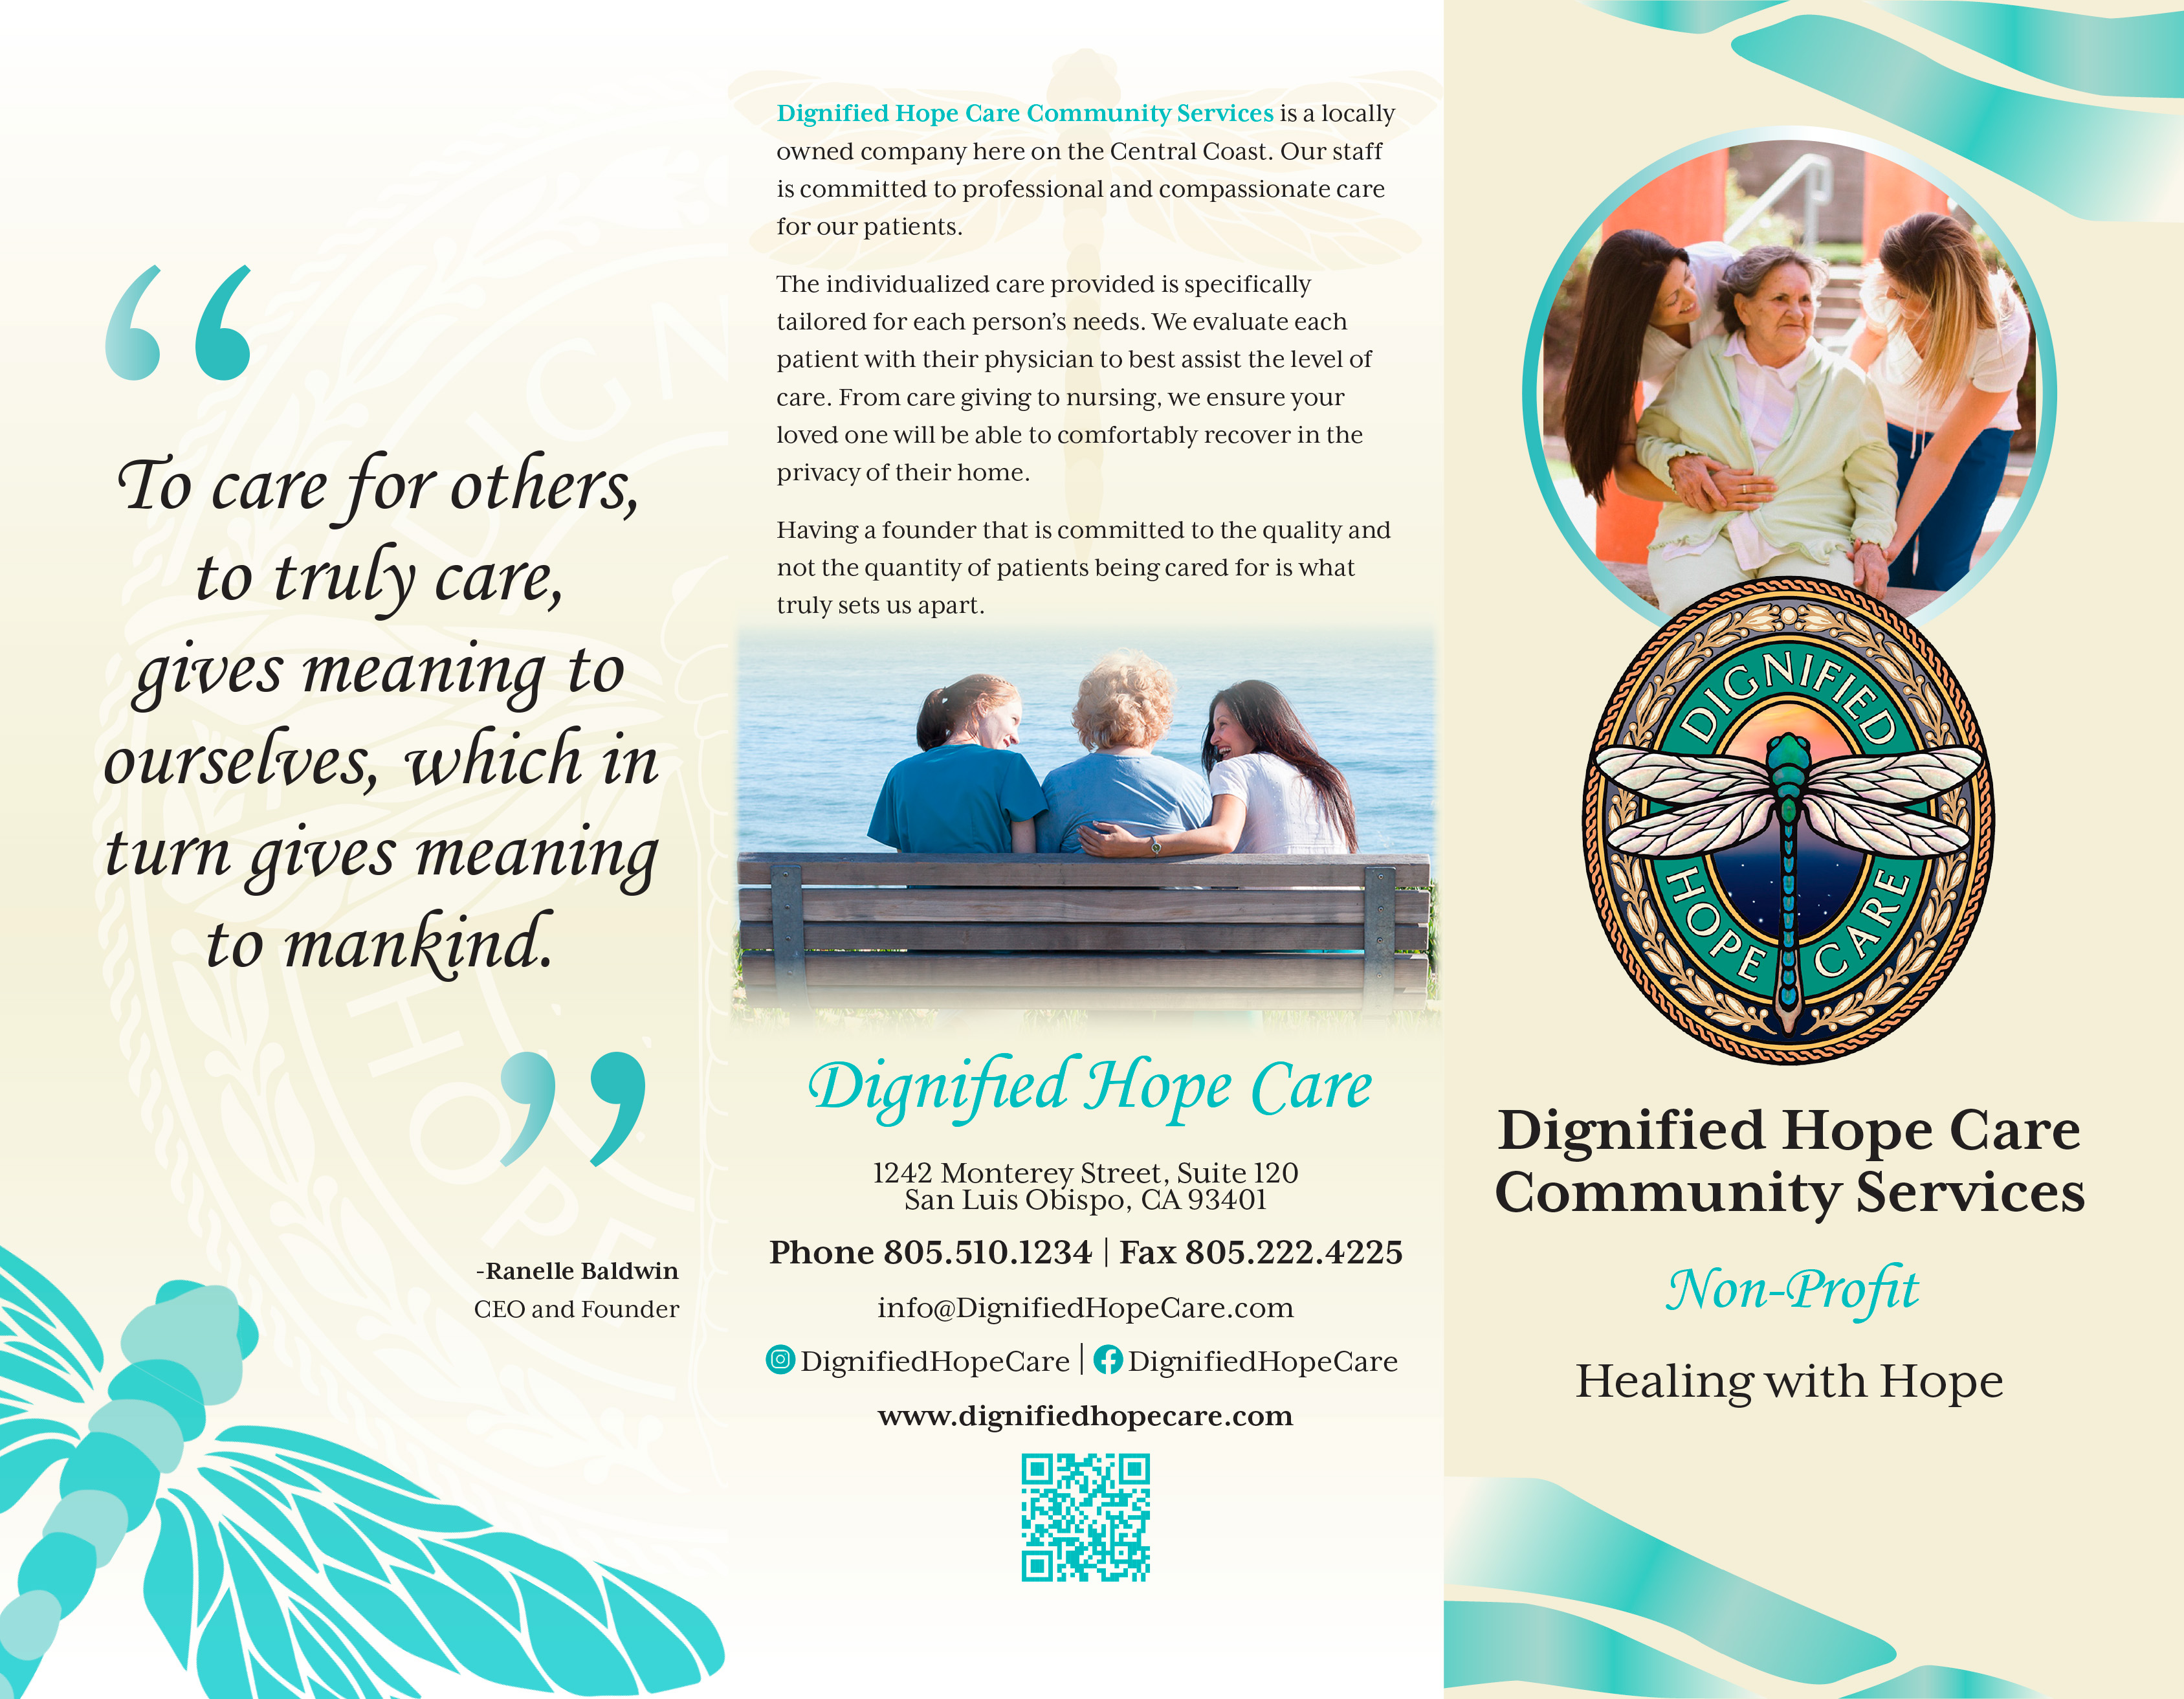 To care for others,
to truly care,
gives meaning to
ourselves, which in
turn gives meaning
to mankind.
-Ranelle Baldwin
CEO and Founder
Dignified Hope Care Community Services is a locally
owned company here on the Central Coast. Our staff
is committed to professional and compassionate care
for our patients.
The individualized care provided is specifically
tailored for each person’s needs. We evaluate each
patient with their physician to best assist the level of
care. From care giving to nursing, we ensure your
loved one will be able to comfortably recover in the
privacy of their home.
Having a founder that is committed to the quality and
not the quantity of patients being cared for is what
truly sets us apart.
Dignified Hope Care
1242 Monterey Street, Suite 120
San Luis Obispo, CA 93401
Phone 805.510.1234 | Fax 805.222.4225
info@DignifiedHopeCare.com
DignifiedHopeCare | DignifiedHopeCare
www.dignifiedhopecare.com
DIGNIFIED
HOPE CARE
Dignified Hope Care
Community Services
Non-Profit
Healing with Hope